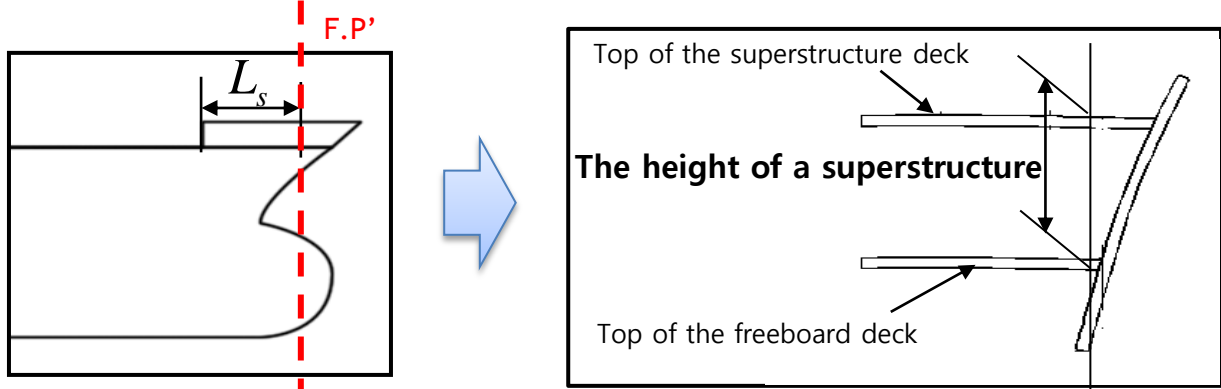 F.P’
Ls
Top of the superstructure deck
The height of a superstructure
Top of the freeboard deck